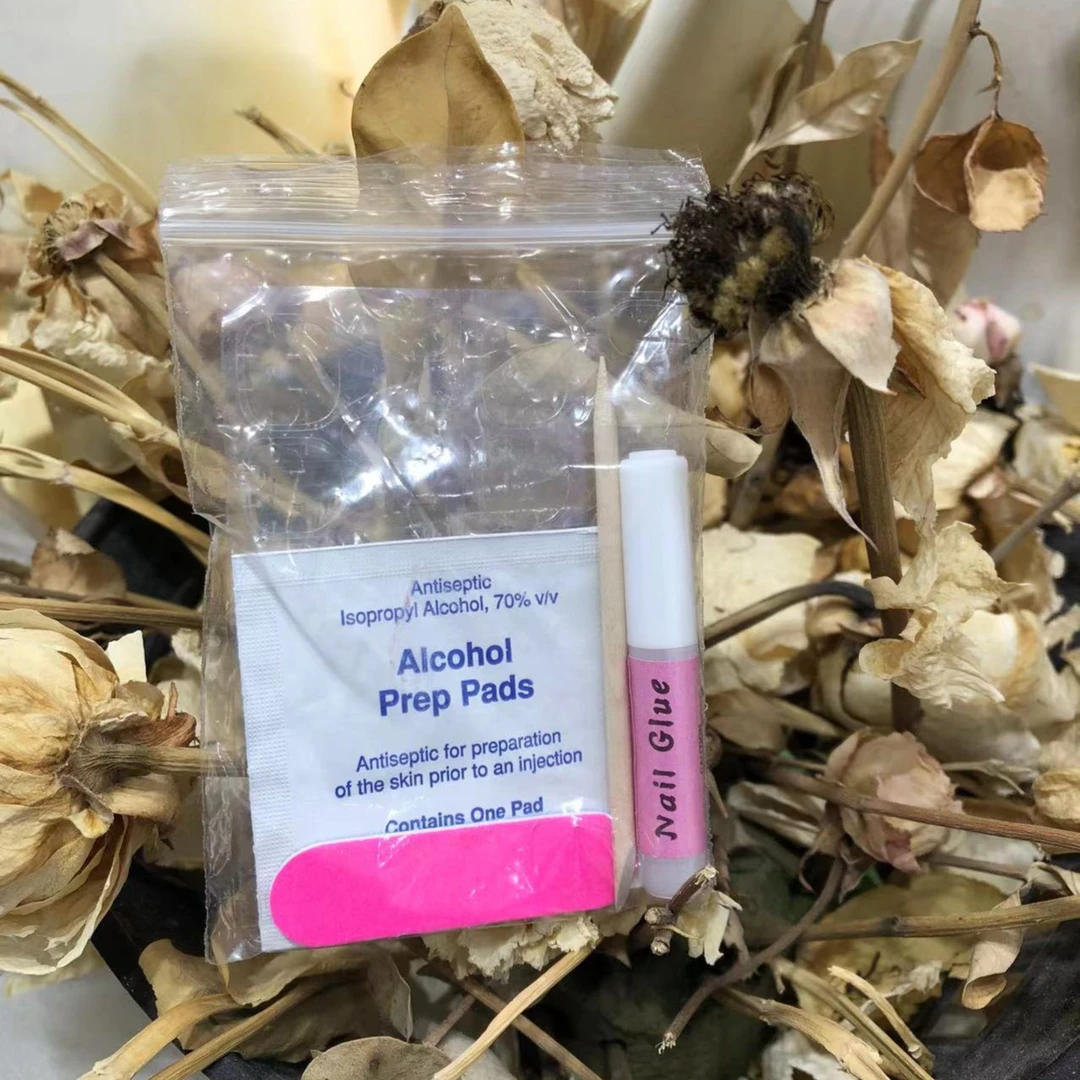 Antiseptic
Isopropyl Alcohol, 70% v/v
Alcohol
Prep Pads
Antiseptic for preparation
of the skin prior to an injection
Contains One Pad
Nail Glue